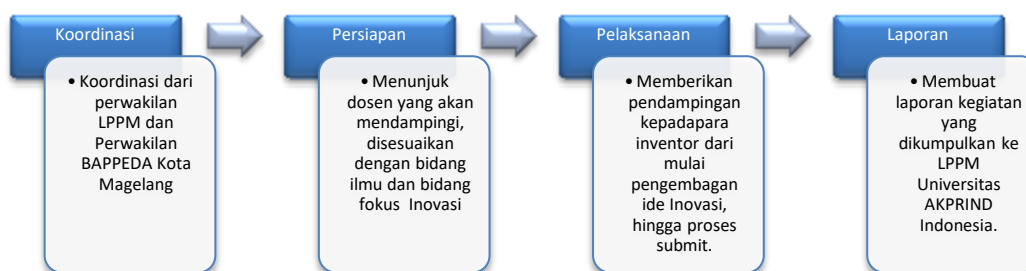 Koordinasi
• Koordinasi dari
perwakilan
LPPM dan
Perwakilan
BAPPEDA Kota
Magelang
Persiapan
• Menunjuk
dosen yang akan
mendampingi,
disesuaikan
dengan bidang
ilmu dan bidang
fokus Inovasi
Pelaksanaan
• Memberikan
pendampingan
kepadapara
inventor dari
mulai
pengembagan
ide Inovasi,
hingga proses
submit.
Laporan
• Membuat
laporan kegiatan
yang
dikumpulkan ke
LPPM
Universitas
AKPRIND
Indonesia.